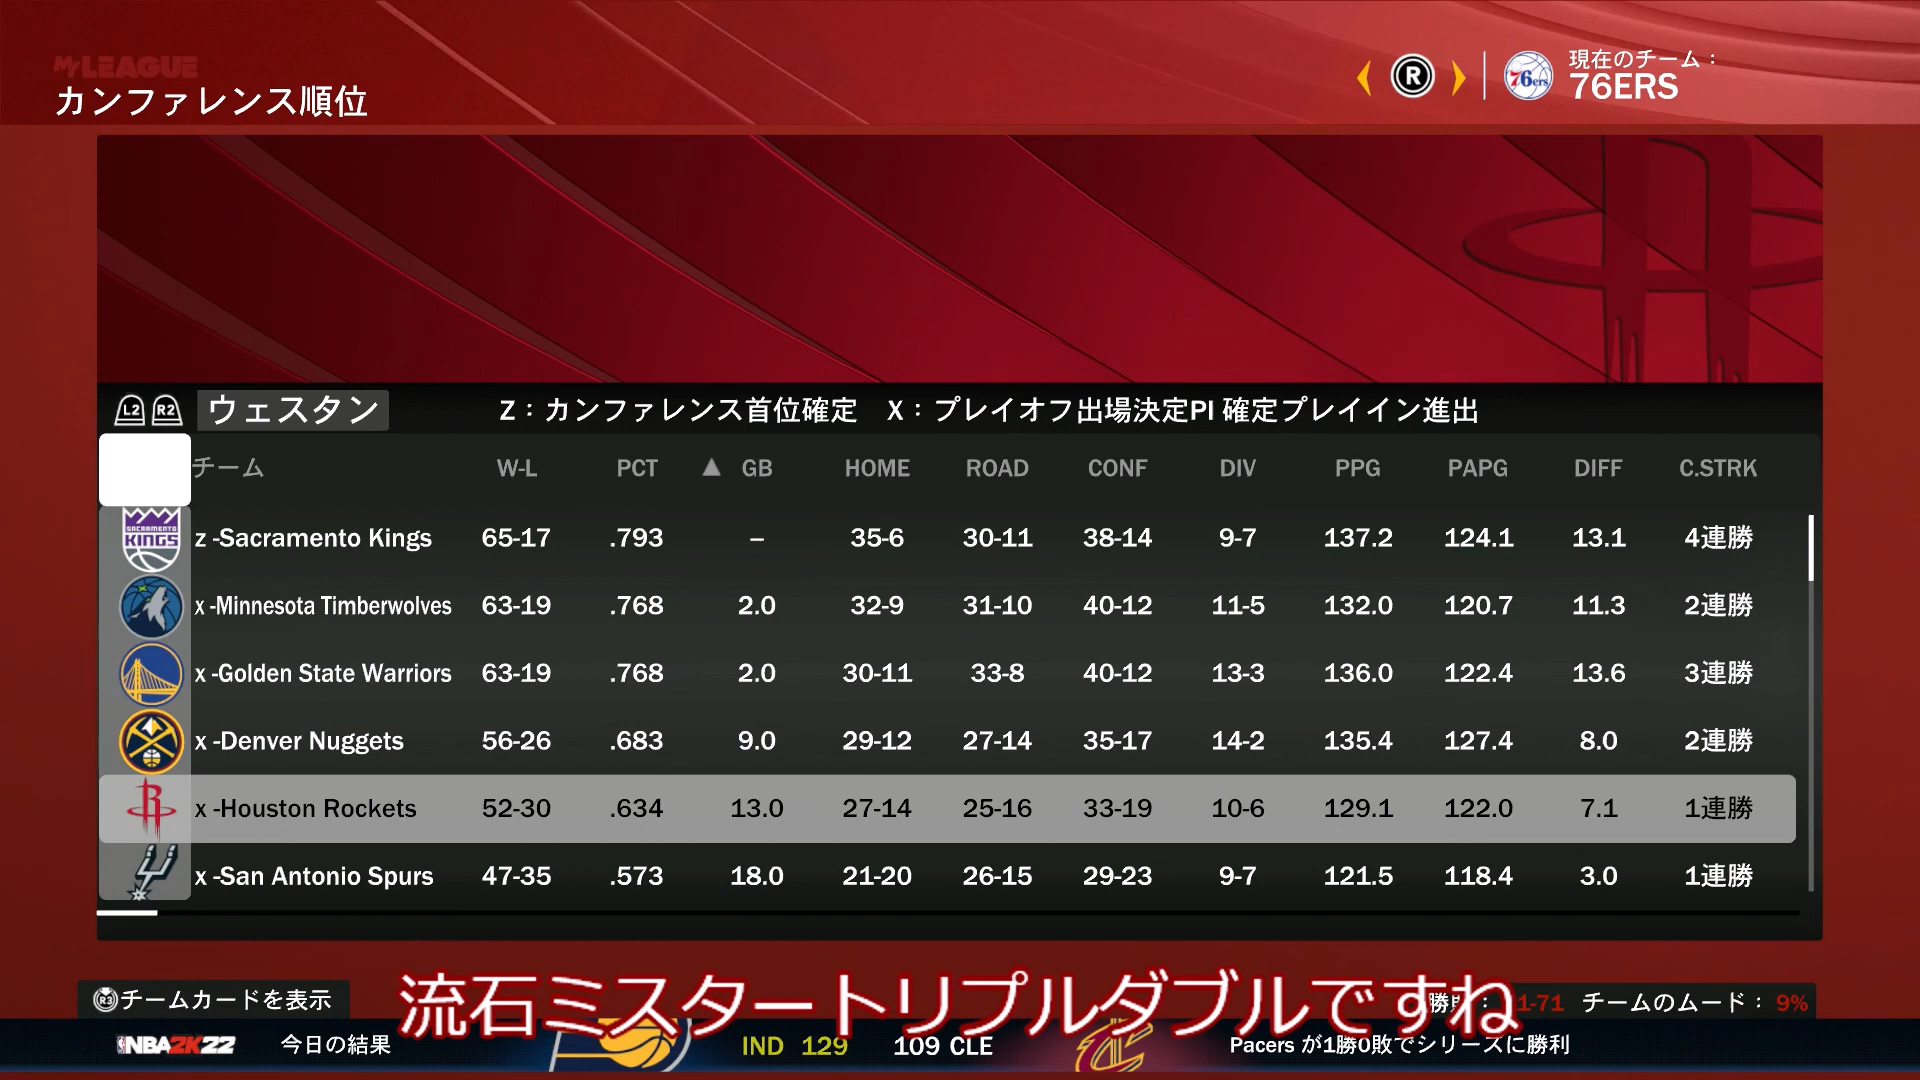 MyLEAGUE
カンファレンス順位
R
現在のチーム：
76ERS
L2 R2 ウェスタン Z：カンファレンス首位確定 X：プレイオフ出場決定PI 確定プレイイン進出
チーム W-L PCT ▲ GB HOME ROAD CONF DIV PPG PAPG DIFF C.STRK
z -Sacramento Kings 65-17 .793 – 35-6 30-11 38-14 9-7 137.2 124.1 13.1 4連勝
x -Minnesota Timberwolves 63-19 .768 2.0 32-9 31-10 40-12 11-5 132.0 120.7 11.3 2連勝
x -Golden State Warriors 63-19 .768 2.0 30-11 33-8 40-12 13-3 136.0 122.4 13.6 3連勝
x -Denver Nuggets 56-26 .683 9.0 29-12 27-14 35-17 14-2 135.4 127.4 8.0 2連勝
x -Houston Rockets 52-30 .634 13.0 27-14 25-16 33-19 10-6 129.1 122.0 7.1 1連勝
x -San Antonio Spurs 47-35 .573 18.0 21-20 26-15 29-23 9-7 121.5 118.4 3.0 1連勝
流石ミスタートリプルダブルですね
R3 チームカードを表示 チームのムード： 9%
NBA2K22 今日の結果 IND 129 109 CLE Pacers が1勝0敗でシリーズに勝利